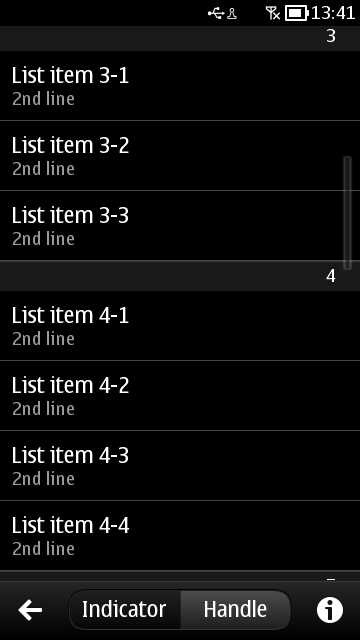 13:41
3
List item 3-1
2nd line
List item 3-2
2nd line
List item 3-3
2nd line
4
List item 4-1
2nd line
List item 4-2
2nd line
List item 4-3
2nd line
List item 4-4
2nd line
Indicator Handle